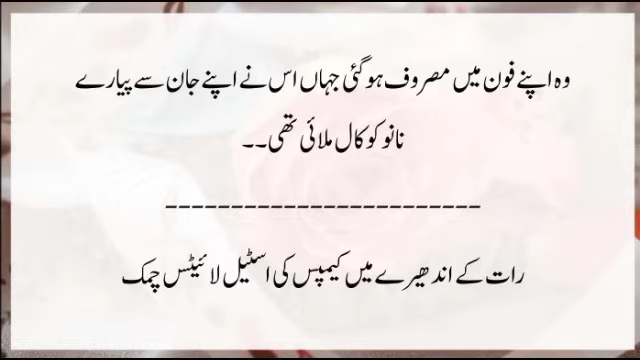 وہ اپنے فون میں مصروف ہوگئی جہاں اس نے اپنے جان سے پیارے
نانو کو کال ملائی تھی۔۔
------------------------
رات کے اندھیرے میں کیمپس کی اسٹیل لائیٹس چمک